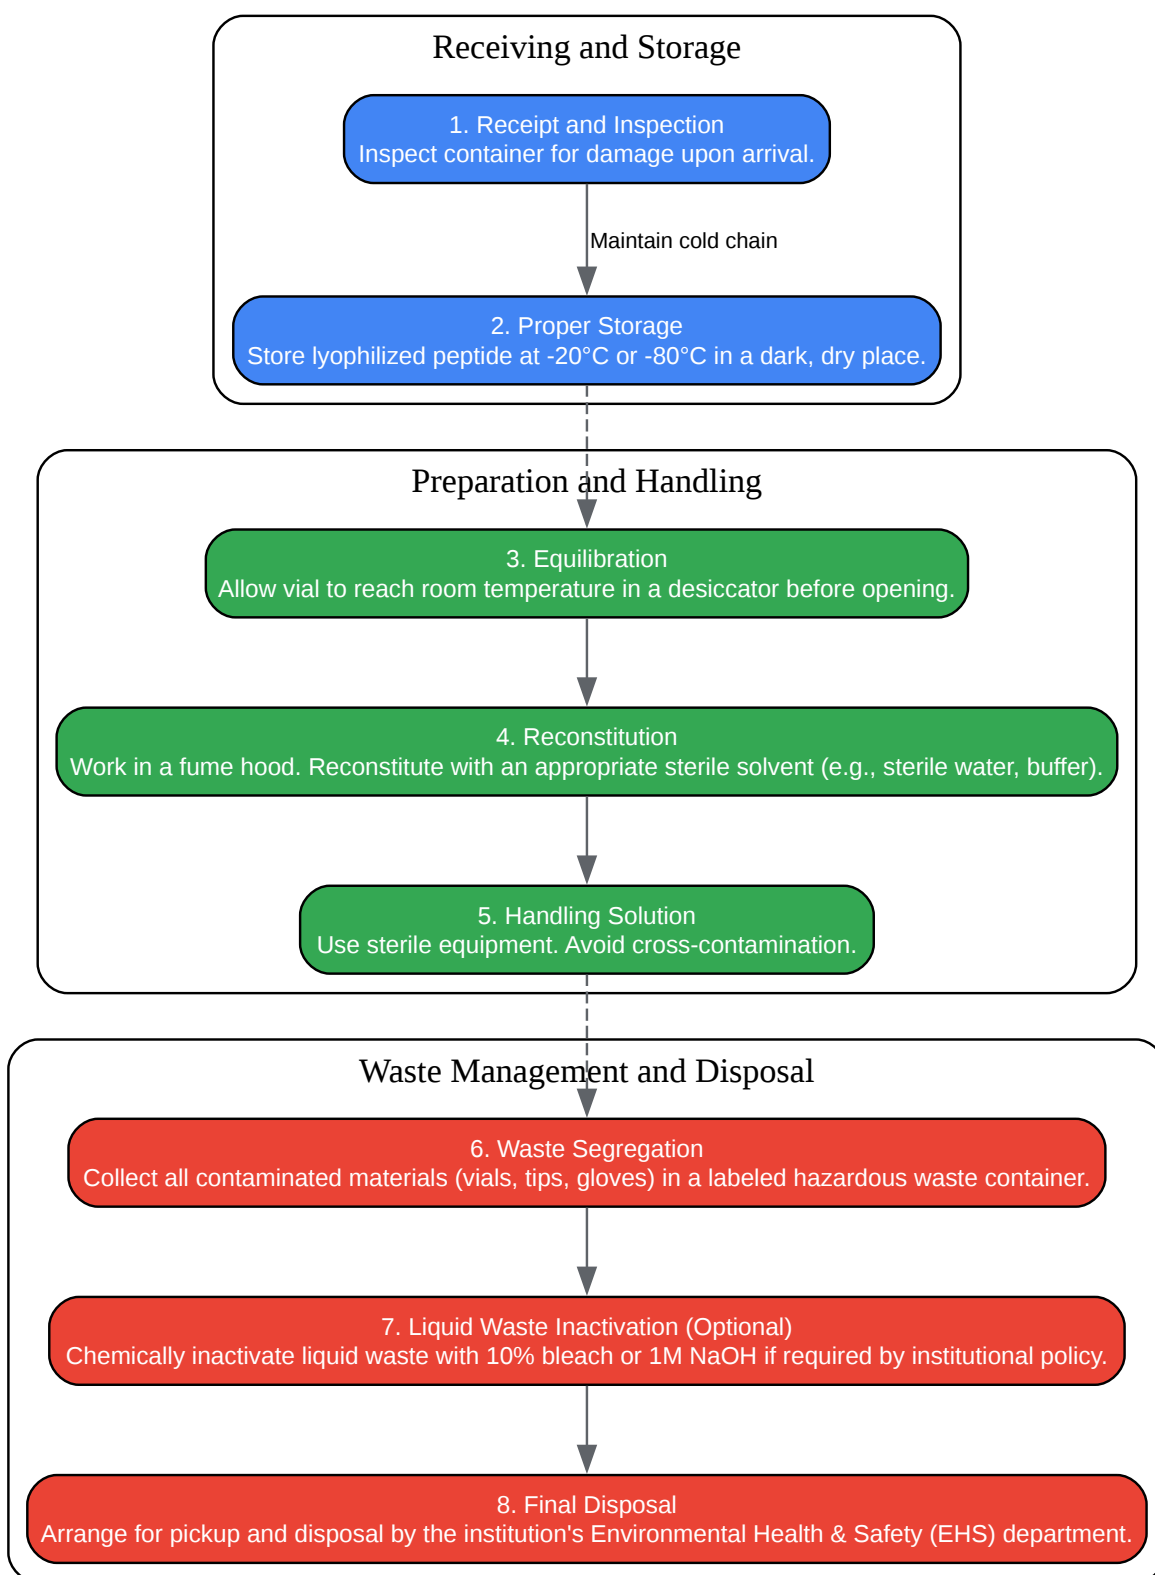 Receiving and Storage
1. Receipt and Inspection
Inspect container for damage upon arrival.
Maintain cold chain
2. Proper Storage
Store lyophilized peptide at -20°C or -80°C in a dark, dry place.
Preparation and Handling
3. Equilibration
Allow vial to reach room temperature in a desiccator before opening.
4. Reconstitution
Work in a fume hood. Reconstitute with an appropriate sterile solvent (e.g., sterile water, buffer).
5. Handling Solution
Use sterile equipment. Avoid cross-contamination.
Waste Management and Disposal
6. Waste Segregation
Collect all contaminated materials (vials, tips, gloves) in a labeled hazardous waste container.
7. Liquid Waste Inactivation (Optional)
Chemically inactivate liquid waste with 10% bleach or 1M NaOH if required by institutional policy.
8. Final Disposal
Arrange for pickup and disposal by the institution's Environmental Health & Safety (EHS) department.